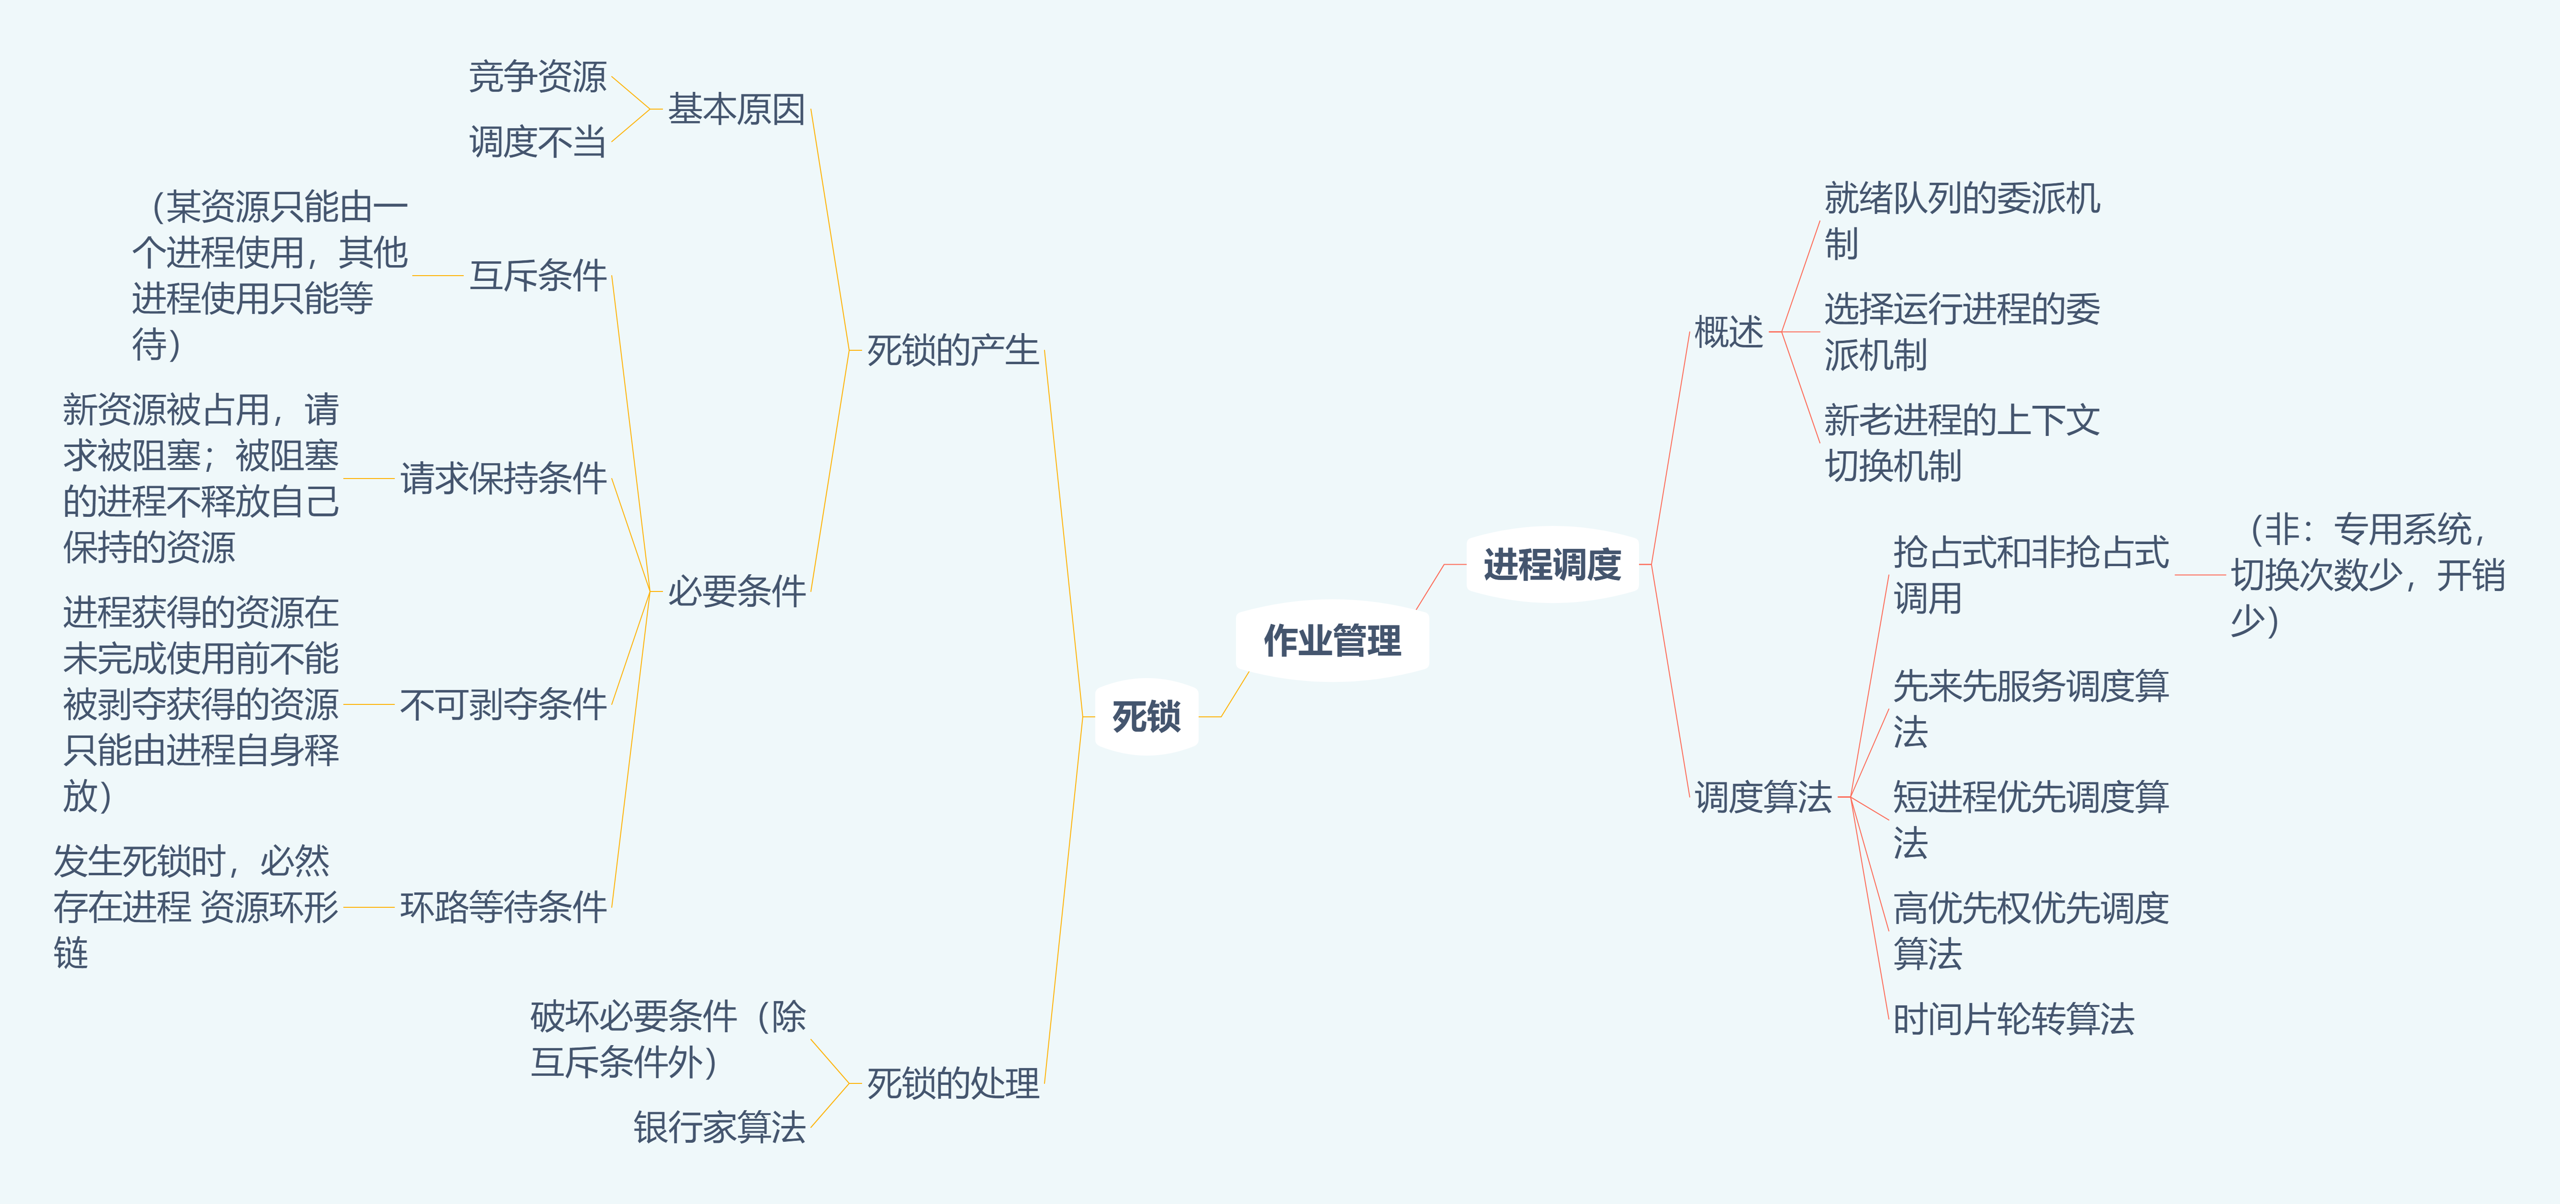 作业管理
进程调度
概述
就绪队列的委派机
制
选择运行进程的委
派机制
新老进程的上下文
切换机制
调度算法
抢占式和非抢占式
调用
（非：专用系统，
切换次数少，开销
少）
先来先服务调度算
法
短进程优先调度算
法
高优先权优先调度
算法
时间片轮转算法
死锁
死锁的产生
基本原因
竞争资源
调度不当
必要条件
互斥条件
（某资源只能由一
个进程使用，其他
进程使用只能等
待）
请求保持条件
新资源被占用，请
求被阻塞；被阻塞
的进程不释放自己
保持的资源
不可剥夺条件
进程获得的资源在
未完成使用前不能
被剥夺获得的资源
只能由进程自身释
放）
环路等待条件
发生死锁时，必然
存在进程 资源环形
链
死锁的处理
破坏必要条件（除
互斥条件外）
银行家算法